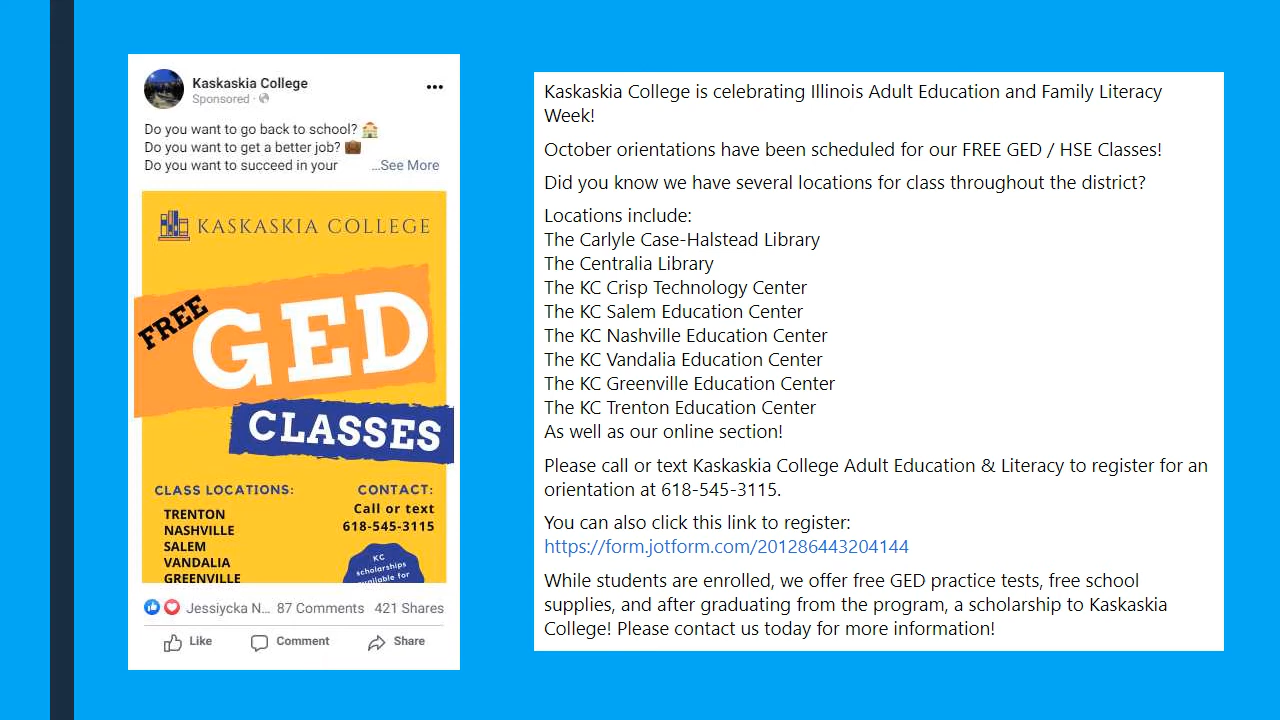 Kaskaskia College
Sponsored ·
Do you want to go back to school?
Do you want to get a better job?
Do you want to succeed in your ...See More
KASKASKIA COLLEGE
FREE
GED
CLASSES
CLASS LOCATIONS:
TRENTON
NASHVILLE
SALEM
VANDALIA
GREENVILLE
CONTACT:
Call or text
618-545-3115
KC
scholarships
available for
Jessiycka N... 87 Comments 421 Shares
Like Comment Share
Kaskaskia College is celebrating Illinois Adult Education and Family Literacy
Week!
October orientations have been scheduled for our FREE GED / HSE Classes!
Did you know we have several locations for class throughout the district?
Locations include:
The Carlyle Case-Halstead Library
The Centralia Library
The KC Crisp Technology Center
The KC Salem Education Center
The KC Nashville Education Center
The KC Vandalia Education Center
The KC Greenville Education Center
The KC Trenton Education Center
As well as our online section!
Please call or text Kaskaskia College Adult Education & Literacy to register for an
orientation at 618-545-3115.
You can also click this link to register:
https://form.jotform.com/201286443204144
While students are enrolled, we offer free GED practice tests, free school
supplies, and after graduating from the program, a scholarship to Kaskaskia
College! Please contact us today for more information!